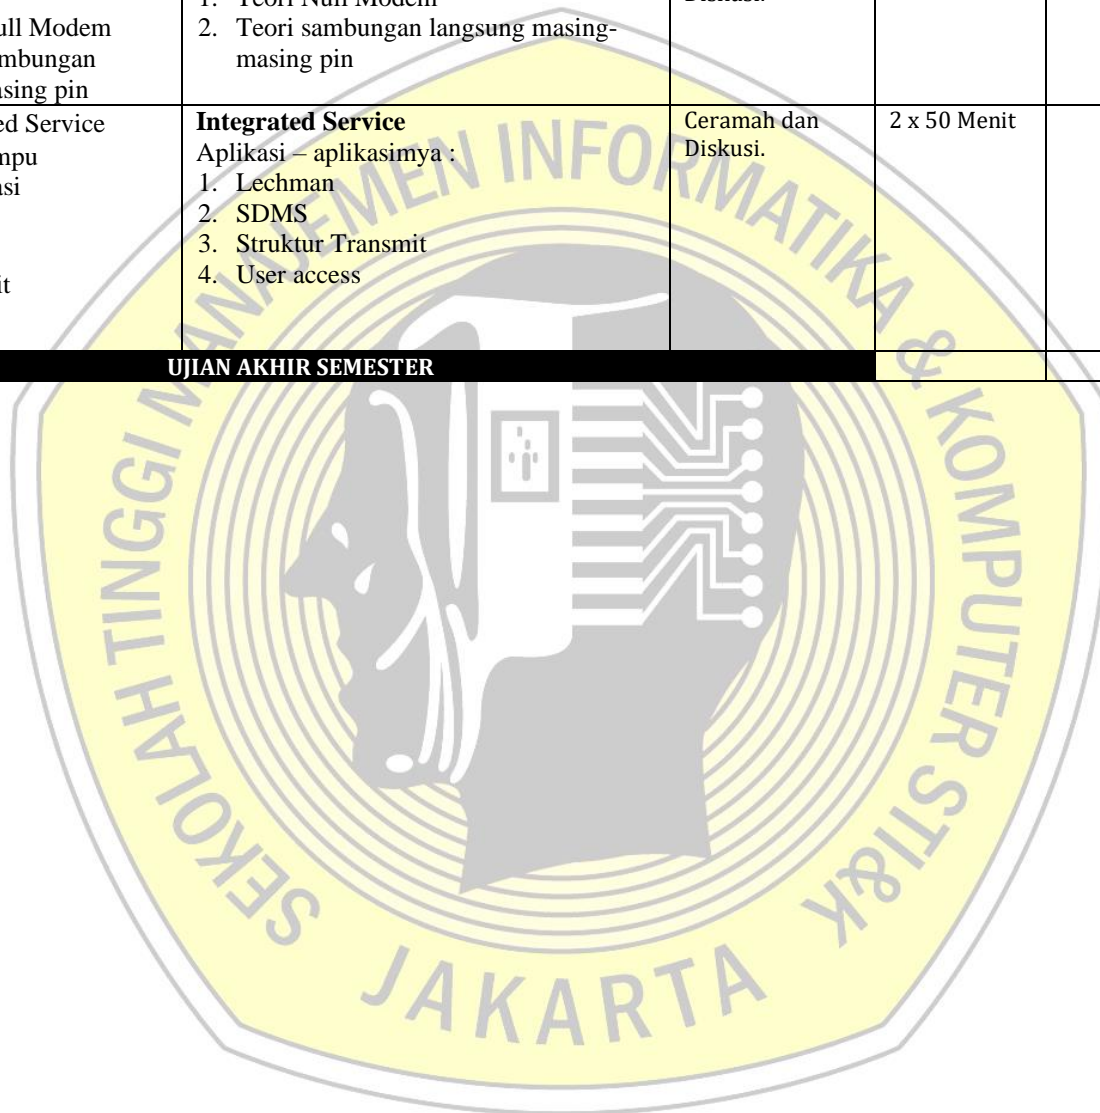 1. Teori Null Modem
Diskusi.
ull Modem
2. Teori sambungan langsung masing-
mbungan
masing pin
asing pin
ed Service
Integrated Service
Ceramah dan
2 x 50 Menit
mpu
Aplikasi – aplikasimya :
Diskusi.
asi
1. Lechman
2. SDMS
3. Struktur Transmit
it
4. User access
UJIAN AKHIR SEMESTER
SEKOLAH TINGGI MANAJEMEN INFORMATIKA & KOMPUTER STI&K
JAKARTA